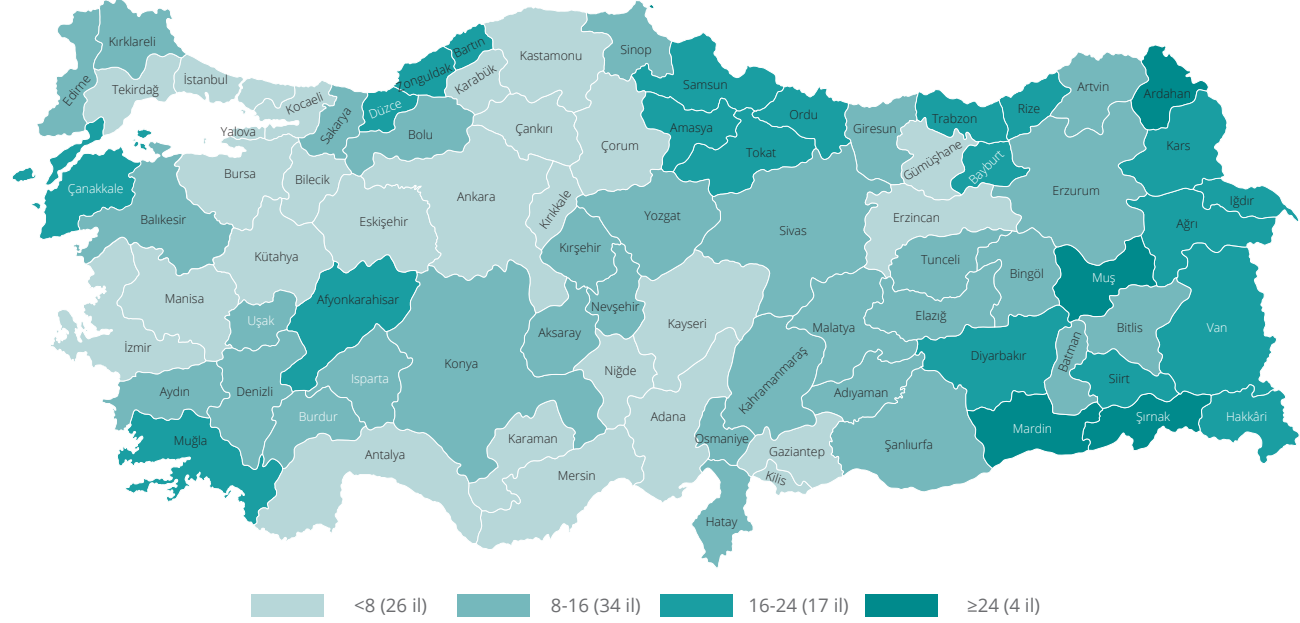 Kırklareli
Edirne
Tekirdağ
İstanbul
Kocaeli
Yalova
Sakarya
Düzce
Zonguldak
Bartın
Karabük
Kastamonu
Sinop
Samsun
Bolu
Çankırı
Çorum
Amasya
Tokat
Ordu
Giresun
Trabzon
Rize
Artvin
Ardahan
Kars
Gümüşhane
Bayburt
Erzurum
Iğdır
Ağrı
Çanakkale
Balıkesir
Bursa
Bilecik
Eskişehir
Ankara
Kırıkkale
Kırşehir
Yozgat
Sivas
Erzincan
Tunceli
Bingöl
Muş
Kütahya
Manisa
Uşak
Afyonkarahisar
İzmir
Konya
Aksaray
Nevşehir
Kayseri
Malatya
Elazığ
Diyarbakır
Batman
Bitlis
Van
Siirt
Aydın
Denizli
Isparta
Burdur
Niğde
Adana
Kahramanmaraş
Adıyaman
Muğla
Antalya
Karaman
Mersin
Osmaniye
Gaziantep
Kilis
Şanlıurfa
Mardin
Şırnak
Hakkâri
Hatay
<8 (26 il)
8-16 (34 il)
16-24 (17 il)
≥24 (4 il)